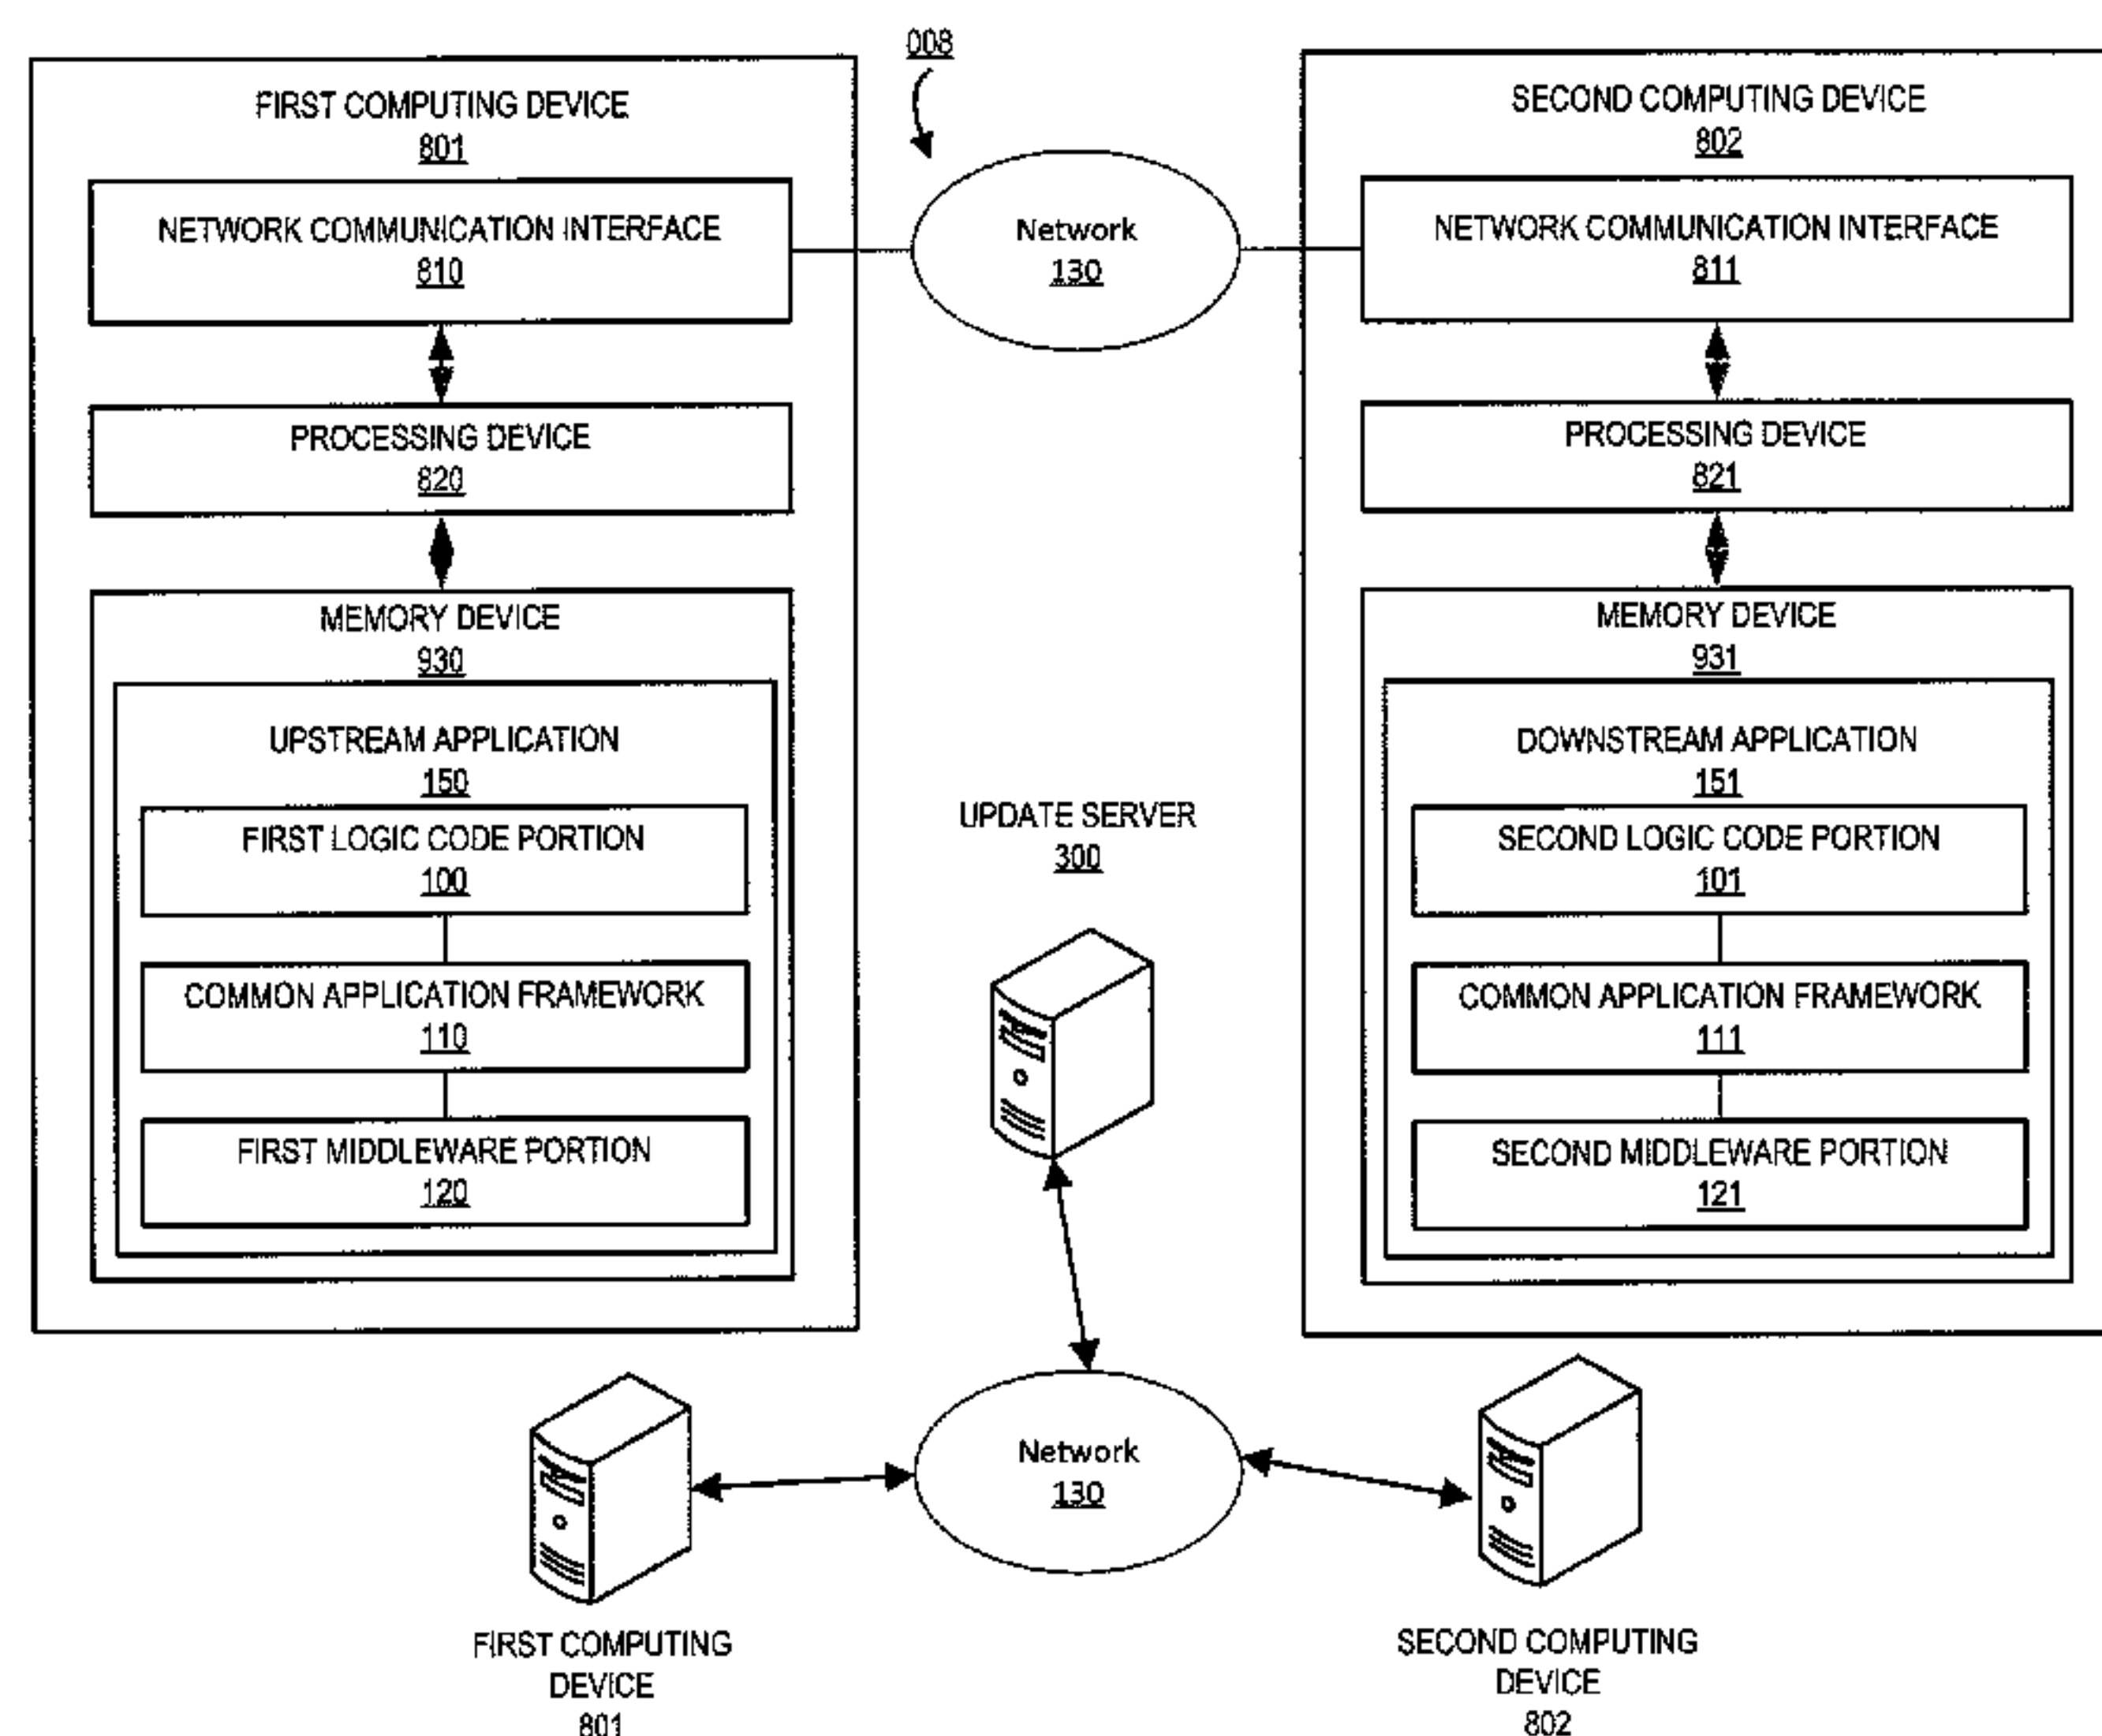 008
FIRST COMPUTING DEVICE
801
NETWORK COMMUNICATION INTERFACE
810
PROCESSING DEVICE
820
MEMORY DEVICE
930
UPSTREAM APPLICATION
150
FIRST LOGIC CODE PORTION
100
COMMON APPLICATION FRAMEWORK
110
FIRST MIDDLEWARE PORTION
120
Network
130
SECOND COMPUTING DEVICE
802
NETWORK COMMUNICATION INTERFACE
811
PROCESSING DEVICE
821
MEMORY DEVICE
931
DOWNSTREAM APPLICATION
151
SECOND LOGIC CODE PORTION
101
COMMON APPLICATION FRAMEWORK
111
SECOND MIDDLEWARE PORTION
121
UPDATE SERVER
300
Network
130
FIRST COMPUTING
DEVICE
801
SECOND COMPUTING
DEVICE
802